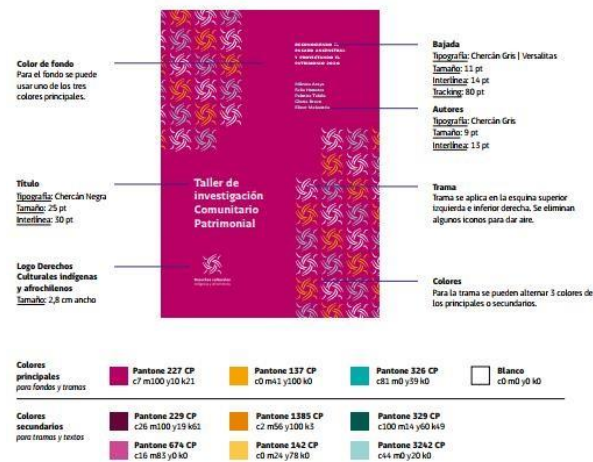 Color de fondo
Para el fondo se puede
usar uno de los tres
colores principales.
Título
Tipografía: Chercán Negra
Tamaño: 25 pt
Interlínea: 30 pt
Logo Derechos
Culturales indígenas
y afrochilenos
Tamaño: 2,8 cm ancho
Taller de
investigación
Comunitario
Patrimonial
Bajada
Tipografía: Chercán Gris | Versalitas
Tamaño: 11 pt
Interlínea: 14 pt
Tracking: 80 pt
Autores
Tipografía: Chercán Gris
Tamaño: 9 pt
Interlínea: 13 pt
Trama
Trama se aplica en la esquina superior
izquierda e inferior derecha. Se eliminan
algunos iconos para dar aire.
Colores
Para la trama se pueden alternar 3 colores de
los principales o secundarios.
Colores
principales
para fondos y tramas
Pantone 227 CP
c7 m100 y10 k21
Pantone 137 CP
c0 m41 y100 k0
Pantone 326 CP
c81 m0 y39 k0
Blanco
c0 m0 y0 k0
Colores
secundarios
para tramas y textos
Pantone 229 CP
c26 m100 y19 k61
Pantone 1385 CP
c2 m56 y100 k3
Pantone 329 CP
c100 m14 y60 k49
Pantone 674 CP
c16 m83 y0 k0
Pantone 142 CP
c0 m24 y78 k0
Pantone 3242 CP
c44 m0 y20 k0